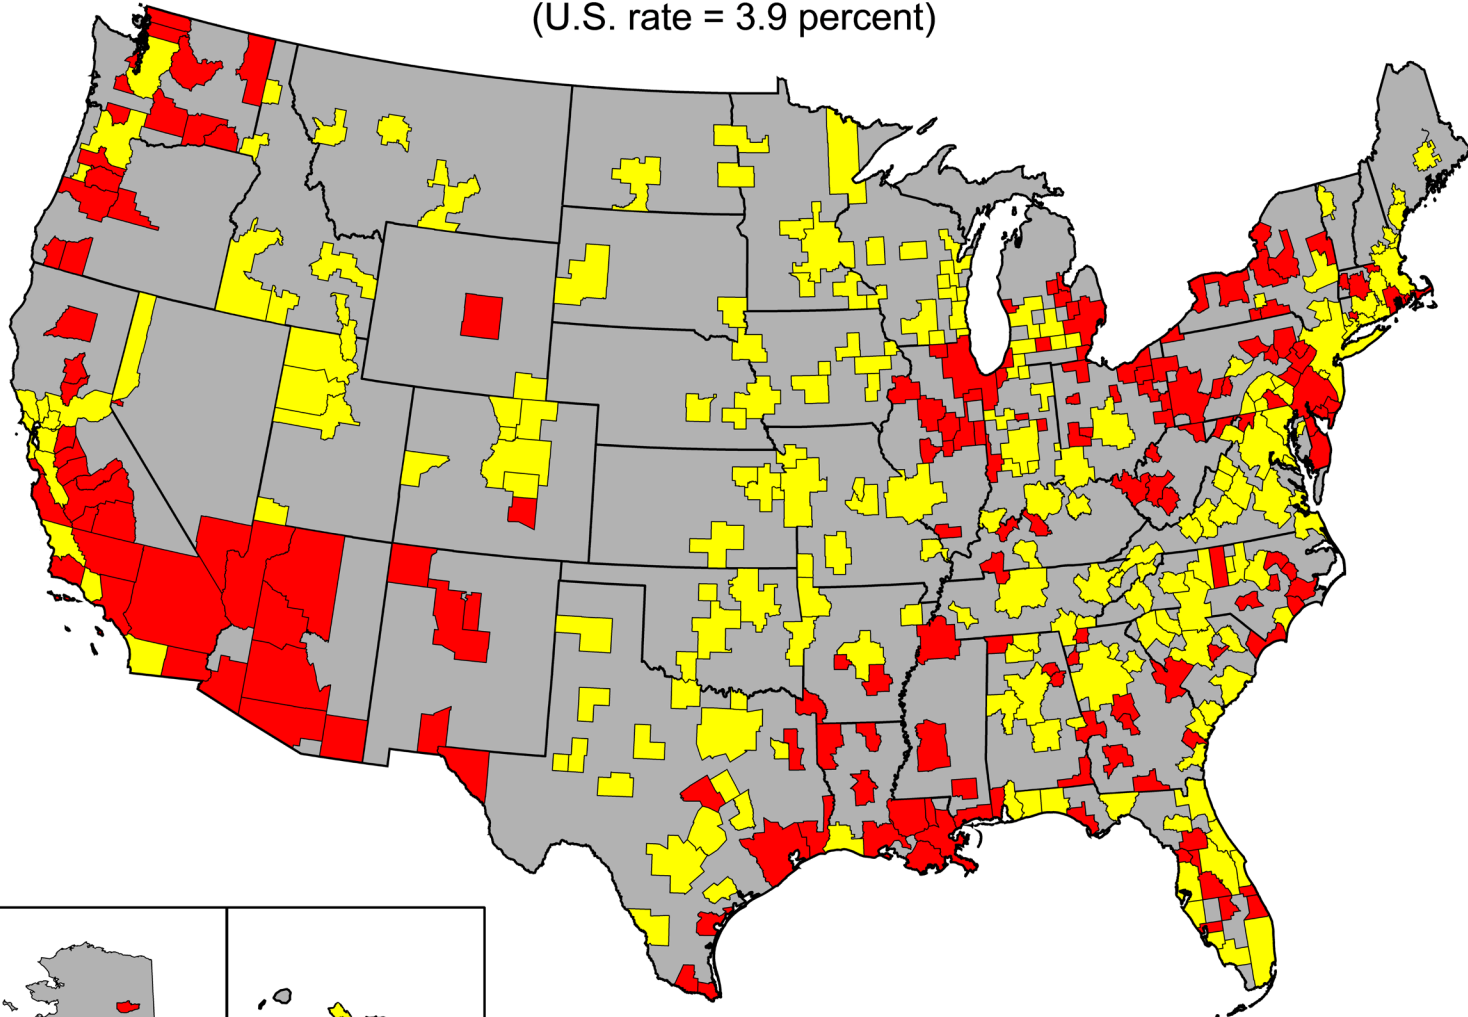 (U.S. rate = 3.9 percent)